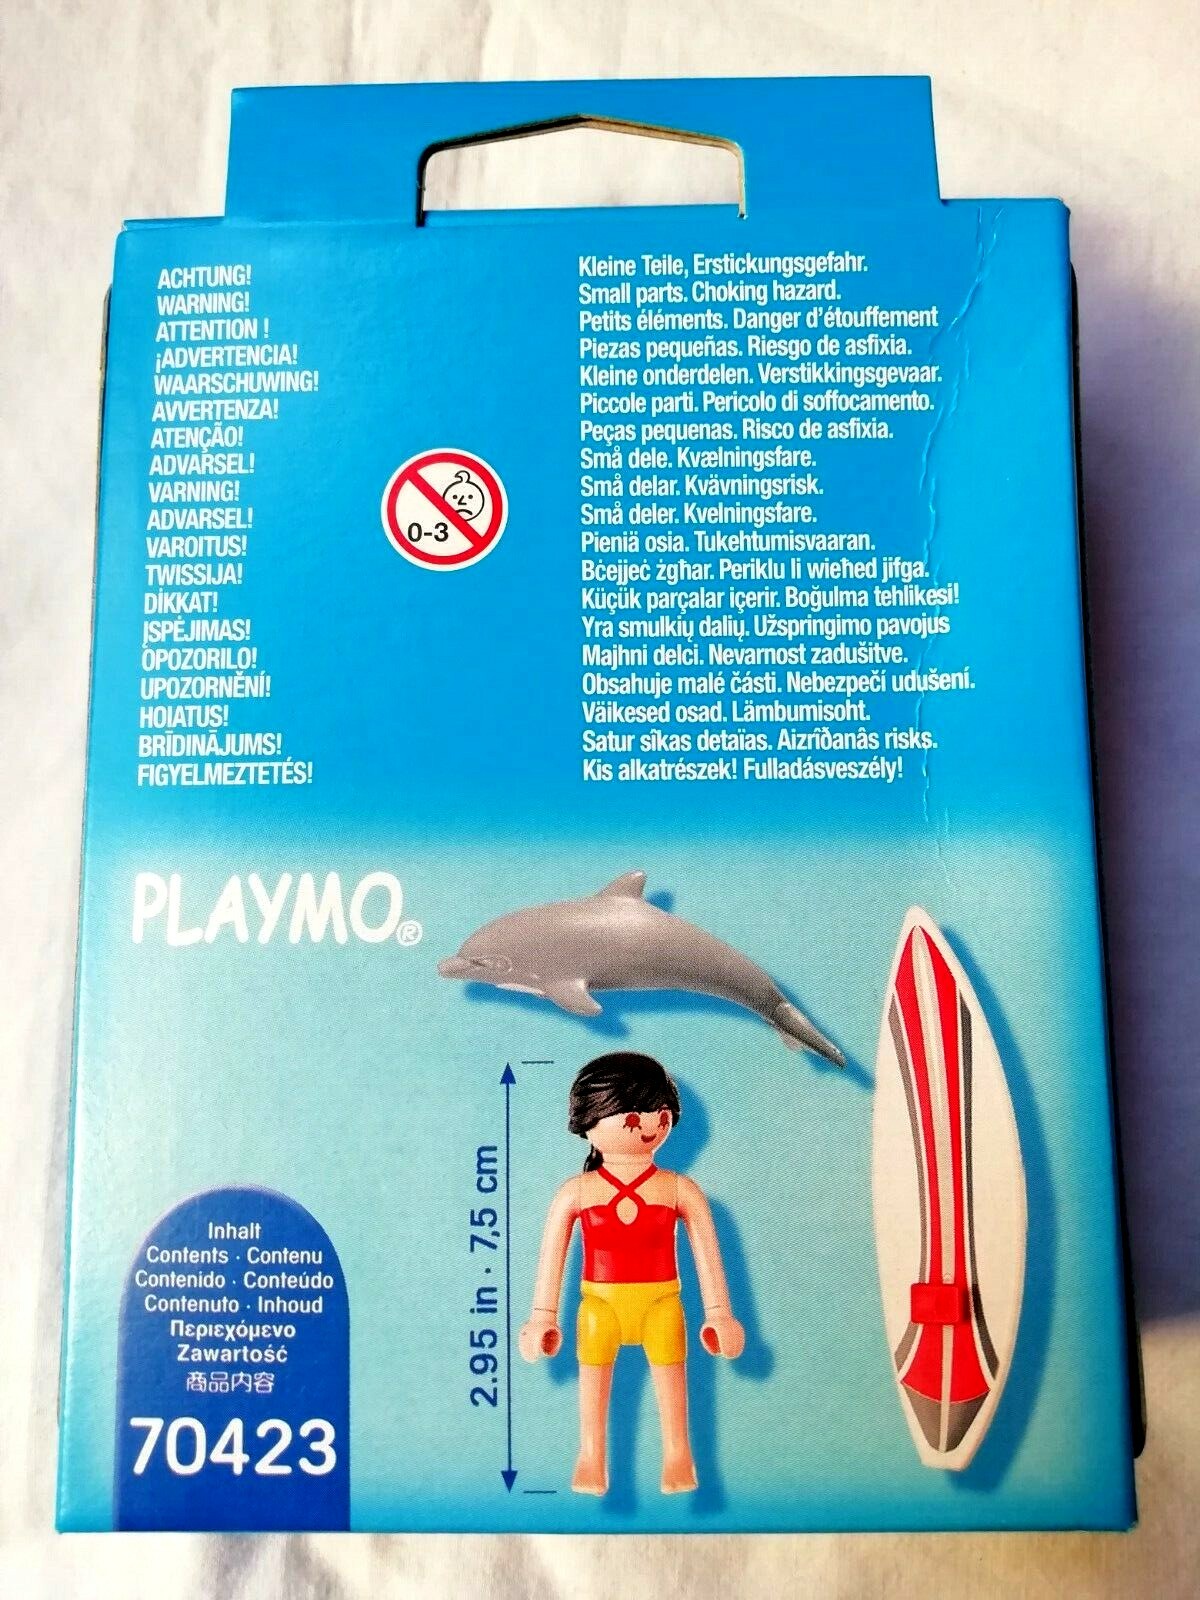 ACHTUNG!
WARNING!
ATTENTION !
¡ADVERTENCIA!
WAARSCHUWING!
AVVERTENZA!
ATENÇÃO!
ADVARSEL!
VARNING!
ADVARSEL!
VAROITUS!
TWISSIJA!
DİKKAT!
ĮSPĖJIMAS!
OPOZORILO!
UPOZORNĚNÍ!
HOIATUS!
BRĪDINĀJUMS!
FIGYELMEZTETÉS!
0-3
Kleine Teile, Erstickungsgefahr.
Small parts. Choking hazard.
Petits éléments. Danger d'étouffement
Piezas pequeñas. Riesgo de asfixia.
Kleine onderdelen. Verstikkingsgevaar.
Piccole parti. Pericolo di soffocamento.
Peças pequenas. Risco de asfixia.
Små dele. Kvælningsfare.
Små delar. Kvävningsrisk.
Små deler. Kvelningsfare.
Pieniä osia. Tukehtumisvaaran.
Bċejjeċ żgħar. Periklu li wieħed jifga.
Küçük parçalar içerir. Boğulma tehlikesi!
Yra smulkių dalių. Užspringimo pavojus
Majhni delci. Nevarnost zadušitve.
Obsahuje malé části. Nebezpečí udušení.
Väikesed osad. Lämbumisoht.
Satur sîkas detaïas. Aizrîðanâs risks.
Kis alkatrészek! Fulladásveszély!
PLAYMO®
2.95 in · 7,5 cm
Inhalt
Contents · Contenu
Contenido · Conteúdo
Contenuto · Inhoud
Περιεχόμενο
Zawartość
商品内容
70423